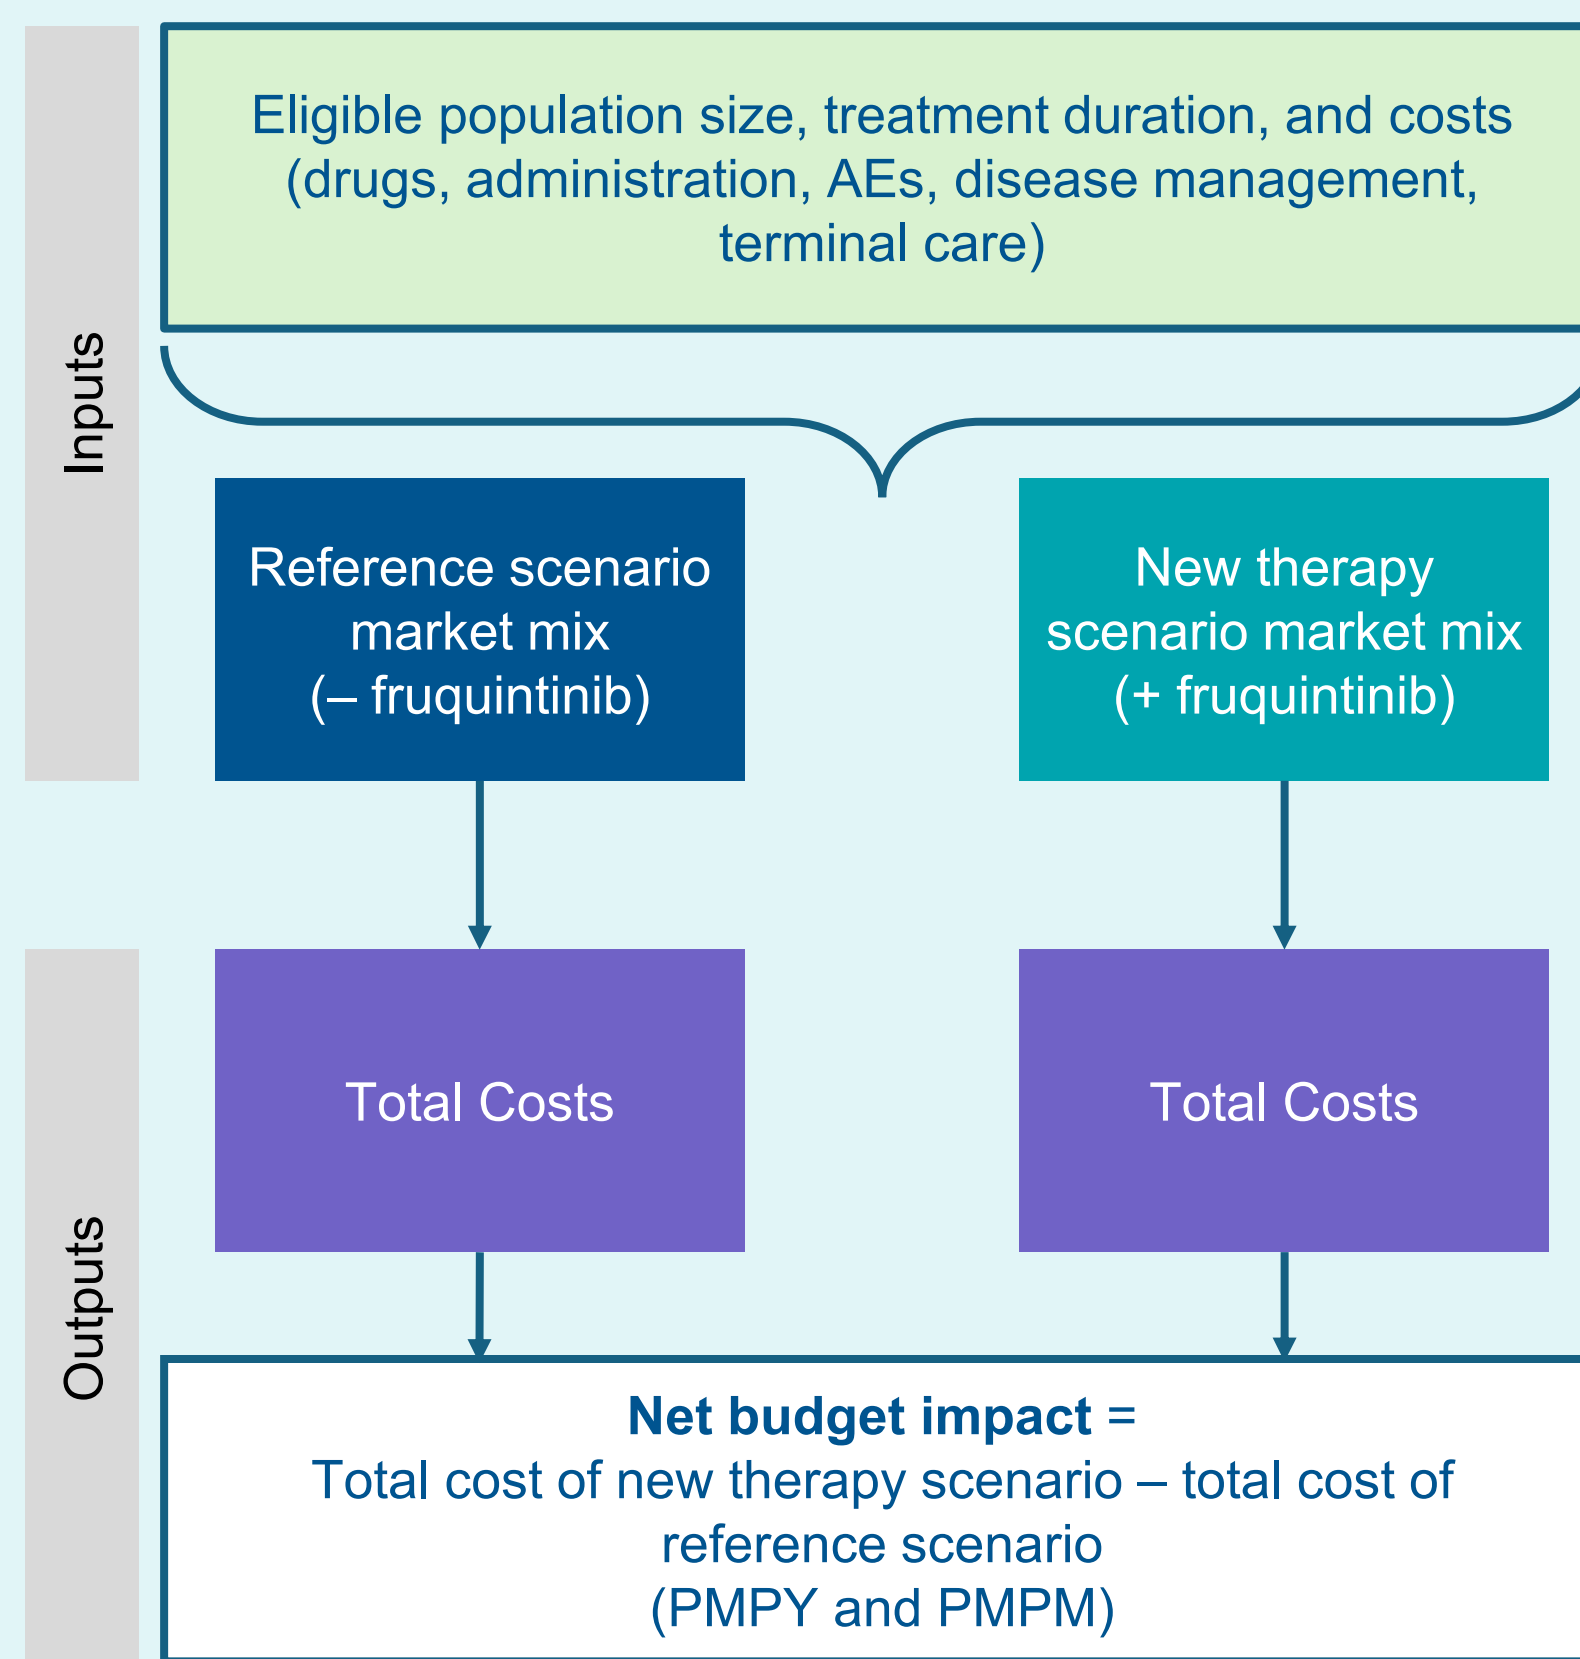 Inputs
Eligible population size, treatment duration, and costs
(drugs, administration, AEs, disease management,
terminal care)
Reference scenario
market mix
(– fruquintinib)
New therapy
scenario market mix
(+ fruquintinib)
Outputs
Total Costs
Total Costs
Net budget impact =
Total cost of new therapy scenario – total cost of
reference scenario
(PMPY and PMPM)